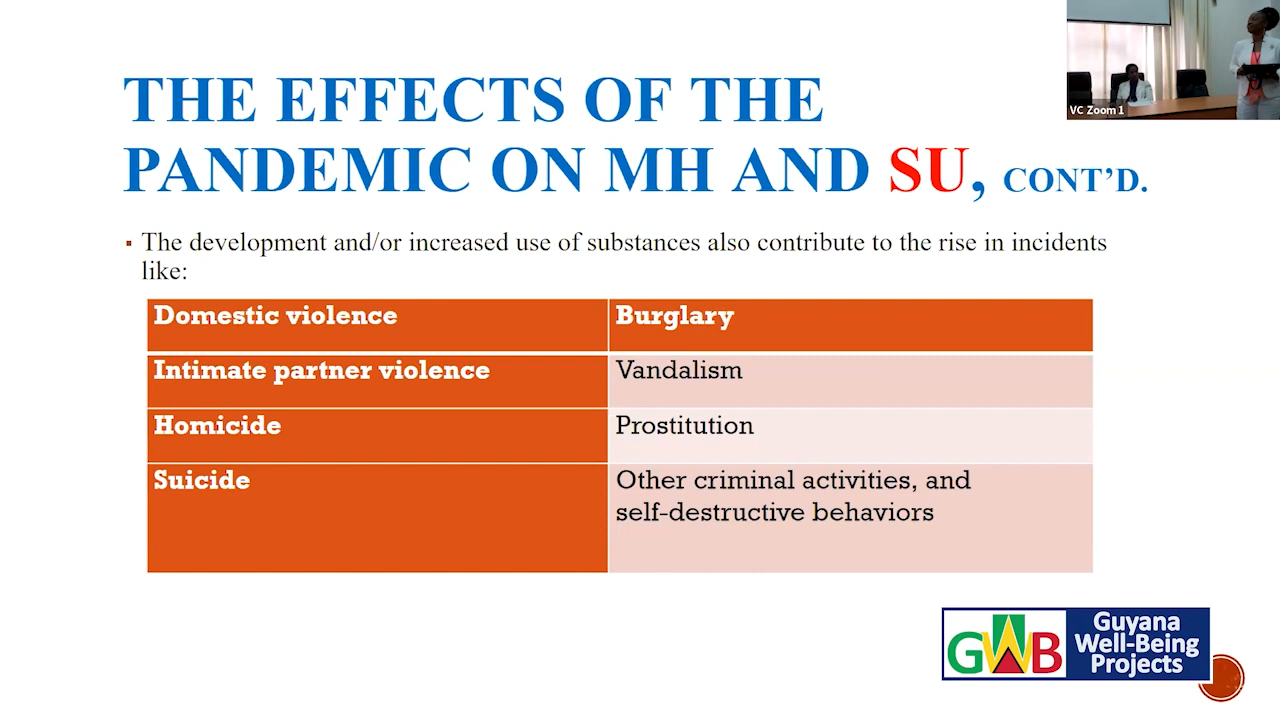 VC Zoom 1
THE EFFECTS OF THE
PANDEMIC ON MH AND SU, CONT’D.
▪ The development and/or increased use of substances also contribute to the rise in incidents
like:
Domestic violence Burglary
Intimate partner violence Vandalism
Homicide Prostitution
Suicide Other criminal activities, and
self-destructive behaviors
GWB Guyana
Well-Being
Projects